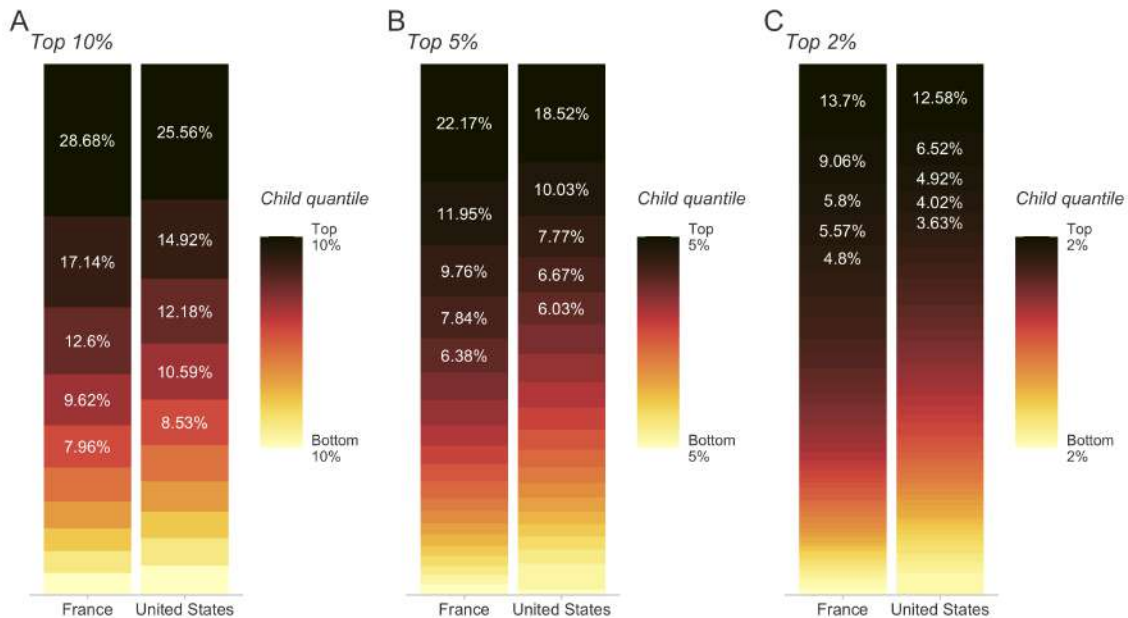 A
Top 10%
28.68%
17.14%
12.6%
9.62%
7.96%
25.56%
14.92%
12.18%
10.59%
8.53%
France
United States
Child quantile
Top
10%
Bottom
10%
B
Top 5%
22.17%
11.95%
9.76%
7.84%
6.38%
18.52%
10.03%
7.77%
6.67%
6.03%
France
United States
Child quantile
Top
5%
Bottom
5%
C
Top 2%
13.7%
9.06%
5.8%
5.57%
4.8%
12.58%
6.52%
4.92%
4.02%
3.63%
France
United States
Child quantile
Top
2%
Bottom
2%